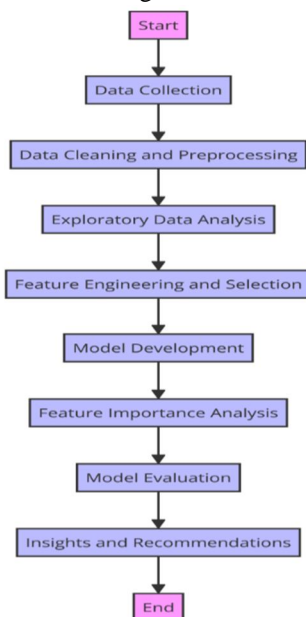 Start
Data Collection
Data Cleaning and Preprocessing
Exploratory Data Analysis
Feature Engineering and Selection
Model Development
Feature Importance Analysis
Model Evaluation
Insights and Recommendations
End